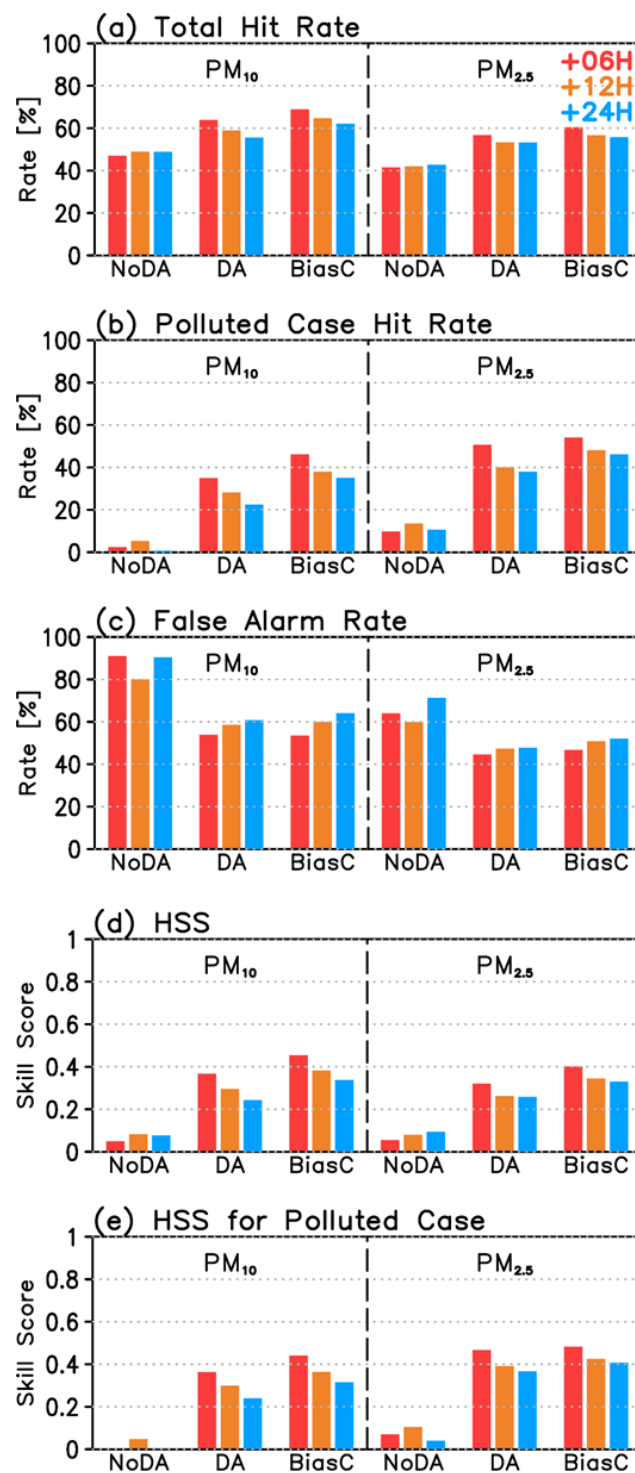 (a) Total Hit Rate
100
80
60
40
20
0
Rate [%]
PM10
PM2.5
+06H
+12H
+24H
NoDA DA BiasC NoDA DA BiasC
(b) Polluted Case Hit Rate
100
80
60
40
20
0
Rate [%]
PM10
PM2.5
NoDA DA BiasC NoDA DA BiasC
(c) False Alarm Rate
100
80
60
40
20
0
Rate [%]
PM10
PM2.5
NoDA DA BiasC NoDA DA BiasC
(d) HSS
1
0.8
0.6
0.4
0.2
0
Skill Score
PM10
PM2.5
NoDA DA BiasC NoDA DA BiasC
(e) HSS for Polluted Case
1
0.8
0.6
0.4
0.2
0
Skill Score
PM10
PM2.5
NoDA DA BiasC NoDA DA BiasC